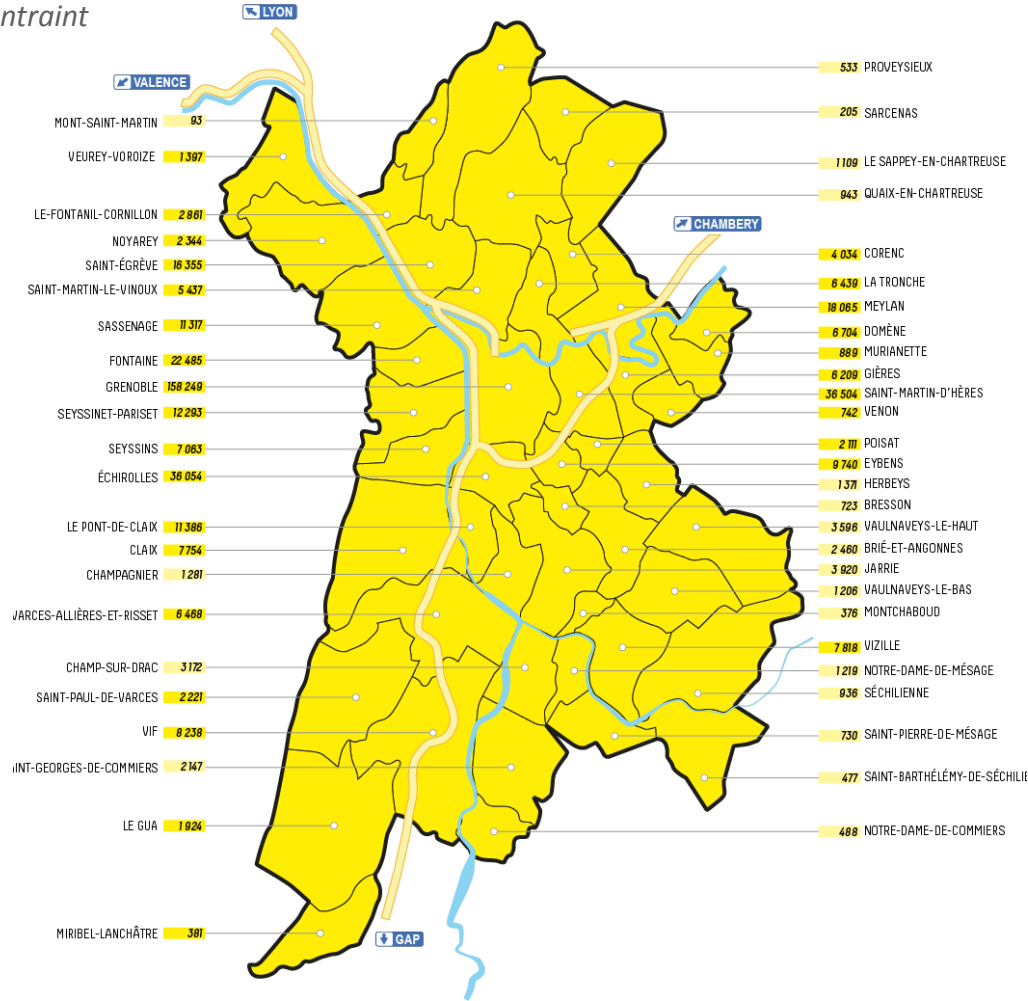 ntraint
LYON
VALENCE
MONT-SAINT-MARTIN 93
VEUREY-VOROIZE 1 397
LE-FONTANIL-CORNILLON 2 861
NOYAREY 2 344
SAINT-ÉGRÈVE 16 355
SAINT-MARTIN-LE-VINOUX 5 437
SASSENAGE 11 317
FONTAINE 22 485
GRENOBLE 158 249
SEYSSINET-PARISET 12 293
SEYSSINS 7 063
ÉCHIROLLES 36 054
LE PONT-DE-CLAIX 11 386
CLAIX 7 754
CHAMPAGNIER 1 281
VARCES-ALLIÈRES-ET-RISSET 6 468
CHAMP-SUR-DRAC 3 172
SAINT-PAUL-DE-VARCES 2 221
VIF 8 238
INT-GEORGES-DE-COMMIERS 2 147
LE GUA 1 924
MIRIBEL-LANCHÂTRE 381
GAP
533 PROVEYSIEUX
205 SARCENAS
1 109 LE SAPPEY-EN-CHARTREUSE
943 QUAIX-EN-CHARTREUSE
CHAMBERY
4 034 CORENC
6 439 LA TRONCHE
18 065 MEYLAN
6 704 DOMÈNE
889 MURIANETTE
6 209 GIÈRES
36 504 SAINT-MARTIN-D'HÈRES
742 VENON
2 111 POISAT
9 740 EYBENS
1 371 HERBEYS
723 BRESSON
3 596 VAULNAVEYS-LE-HAUT
2 460 BRIÉ-ET-ANGONNES
3 920 JARRIE
1 206 VAULNAVEYS-LE-BAS
376 MONTCHABOUD
7 818 VIZILLE
1 219 NOTRE-DAME-DE-MÉSAGE
936 SÉCHILIENNE
730 SAINT-PIERRE-DE-MÉSAGE
477 SAINT-BARTHÉLÉMY-DE-SÉCHILIE
488 NOTRE-DAME-DE-COMMIERS